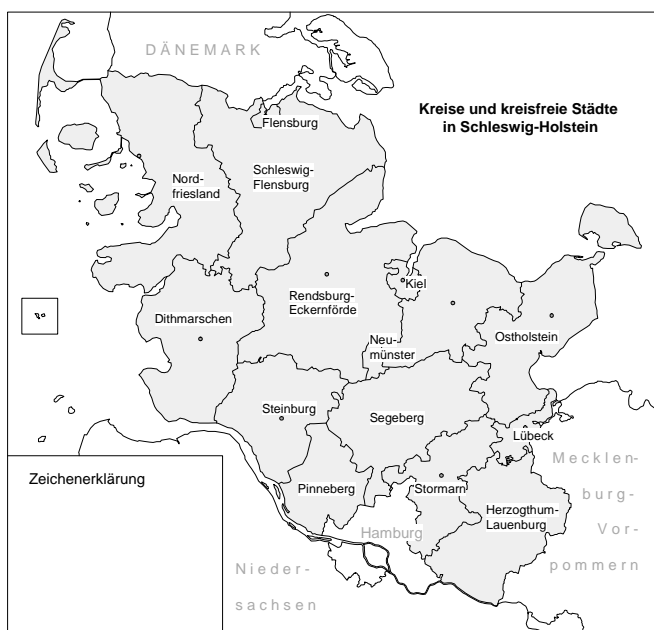 DÄNEMARK
Kreise und kreisfreie Städte
in Schleswig-Holstein
Flensburg
Nord-
friesland
Schleswig-
Flensburg
Kiel
Rendsburg-
Eckernförde
Dithmarschen
Ostholstein
Neu-
münster
Steinburg
Segeberg
Lübeck
Mecklen-
burg-
Vor-
pommern
Zeichenerklärung
Pinneberg
Stormarn
Herzogthum-
Lauenburg
Hamburg
Nieder-
sachsen